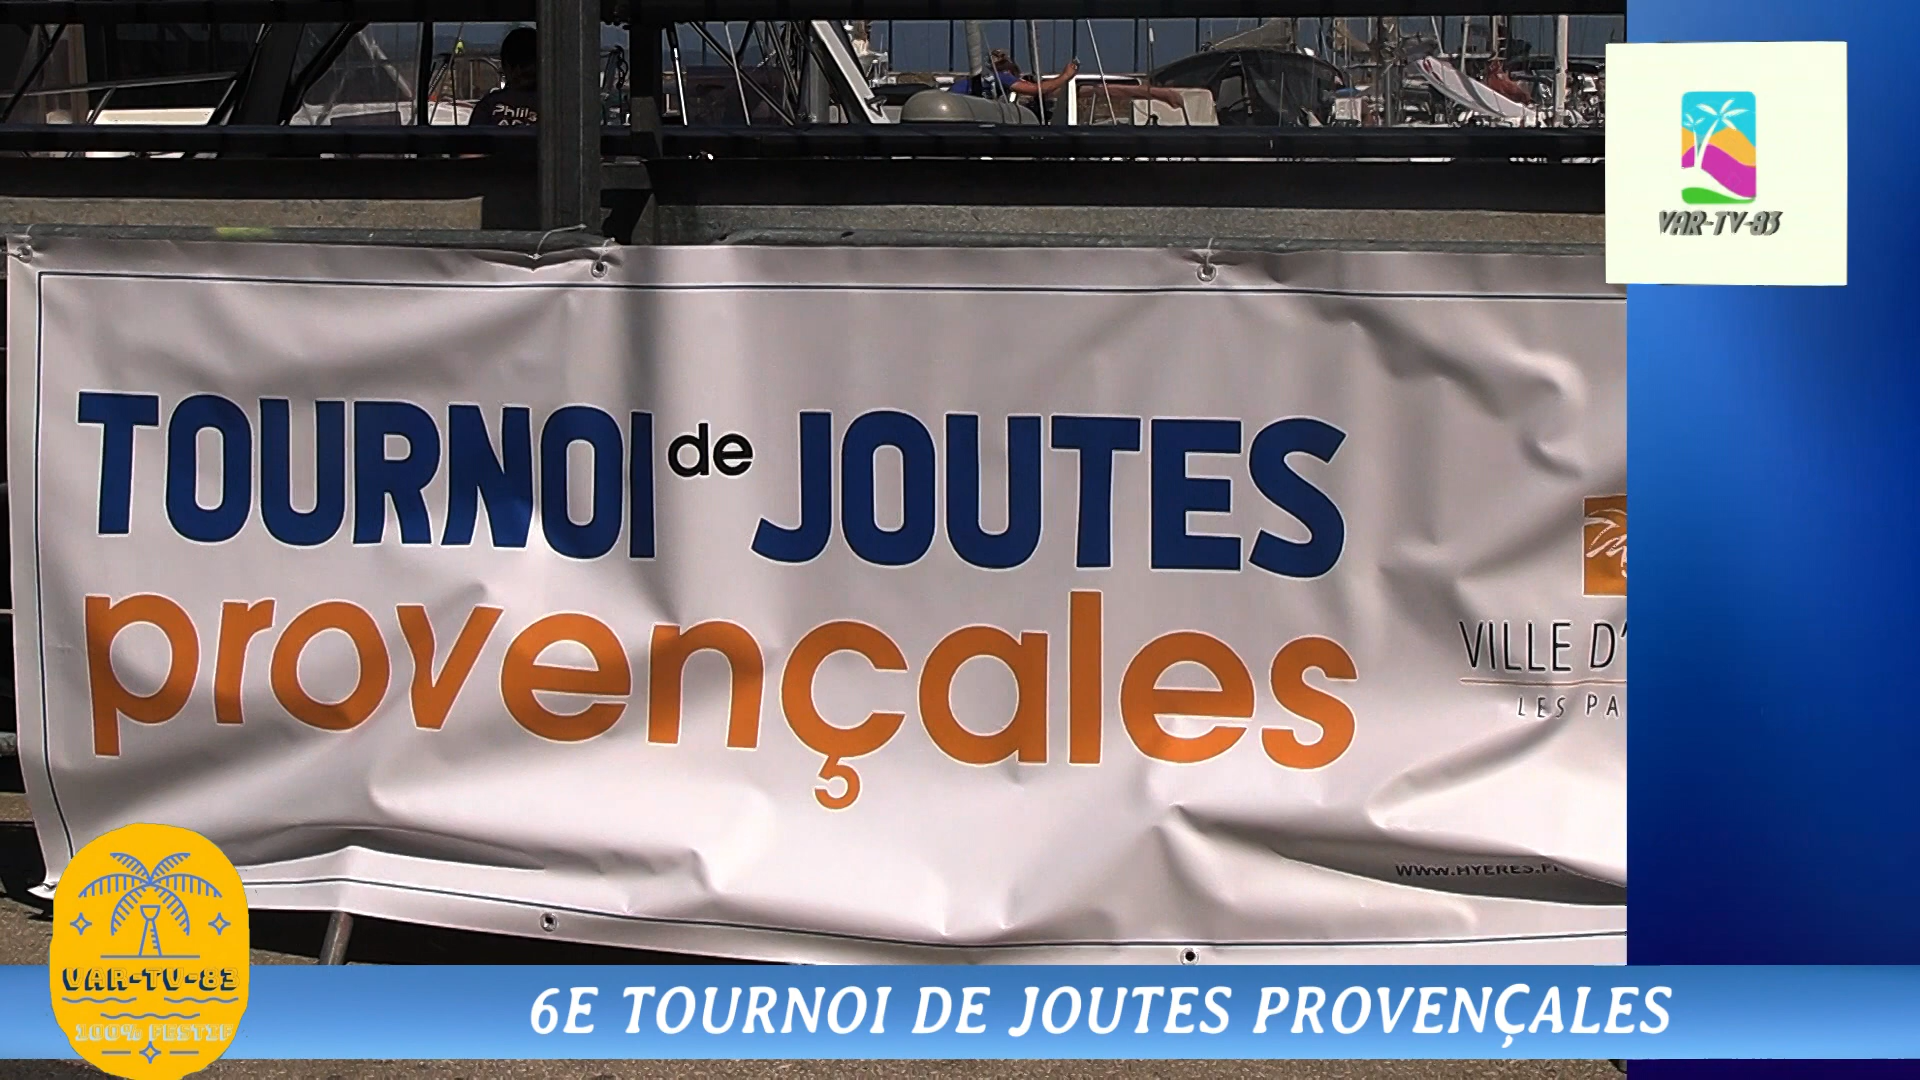 Phil's
VAR-TV-83
TOURNOI de JOUTES
provençales
VILLE D'
LES PA
WWW.HYERES.F
VAR-TV-83
100% FESTIF
6E TOURNOI DE JOUTES PROVENÇALES